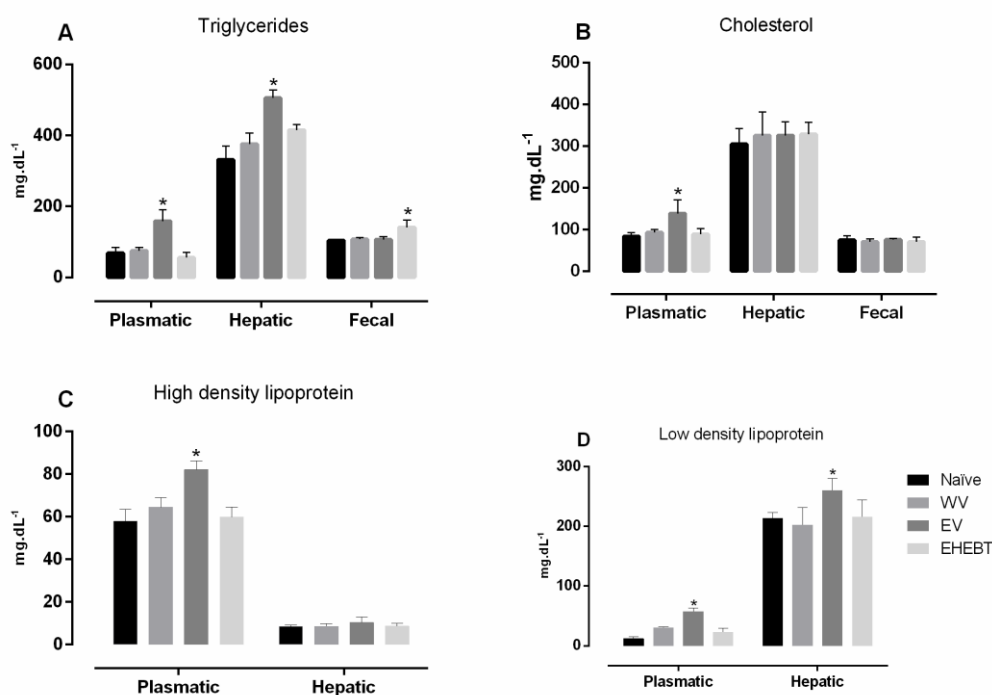 A
Triglycerides
mg.dL-1
600
400
200
0
*
*
*
Plasmatic
Hepatic
Fecal
B
Cholesterol
mg.dL-1
500
400
300
200
100
0
*
Plasmatic
Hepatic
Fecal
C
High density lipoprotein
mg.dL-1
100
80
60
40
20
0
*
Plasmatic
Hepatic
D
Low density lipoprotein
mg.dL-1
300
200
100
0
*
*
Plasmatic
Hepatic
Naïve
WV
EV
EHEBT